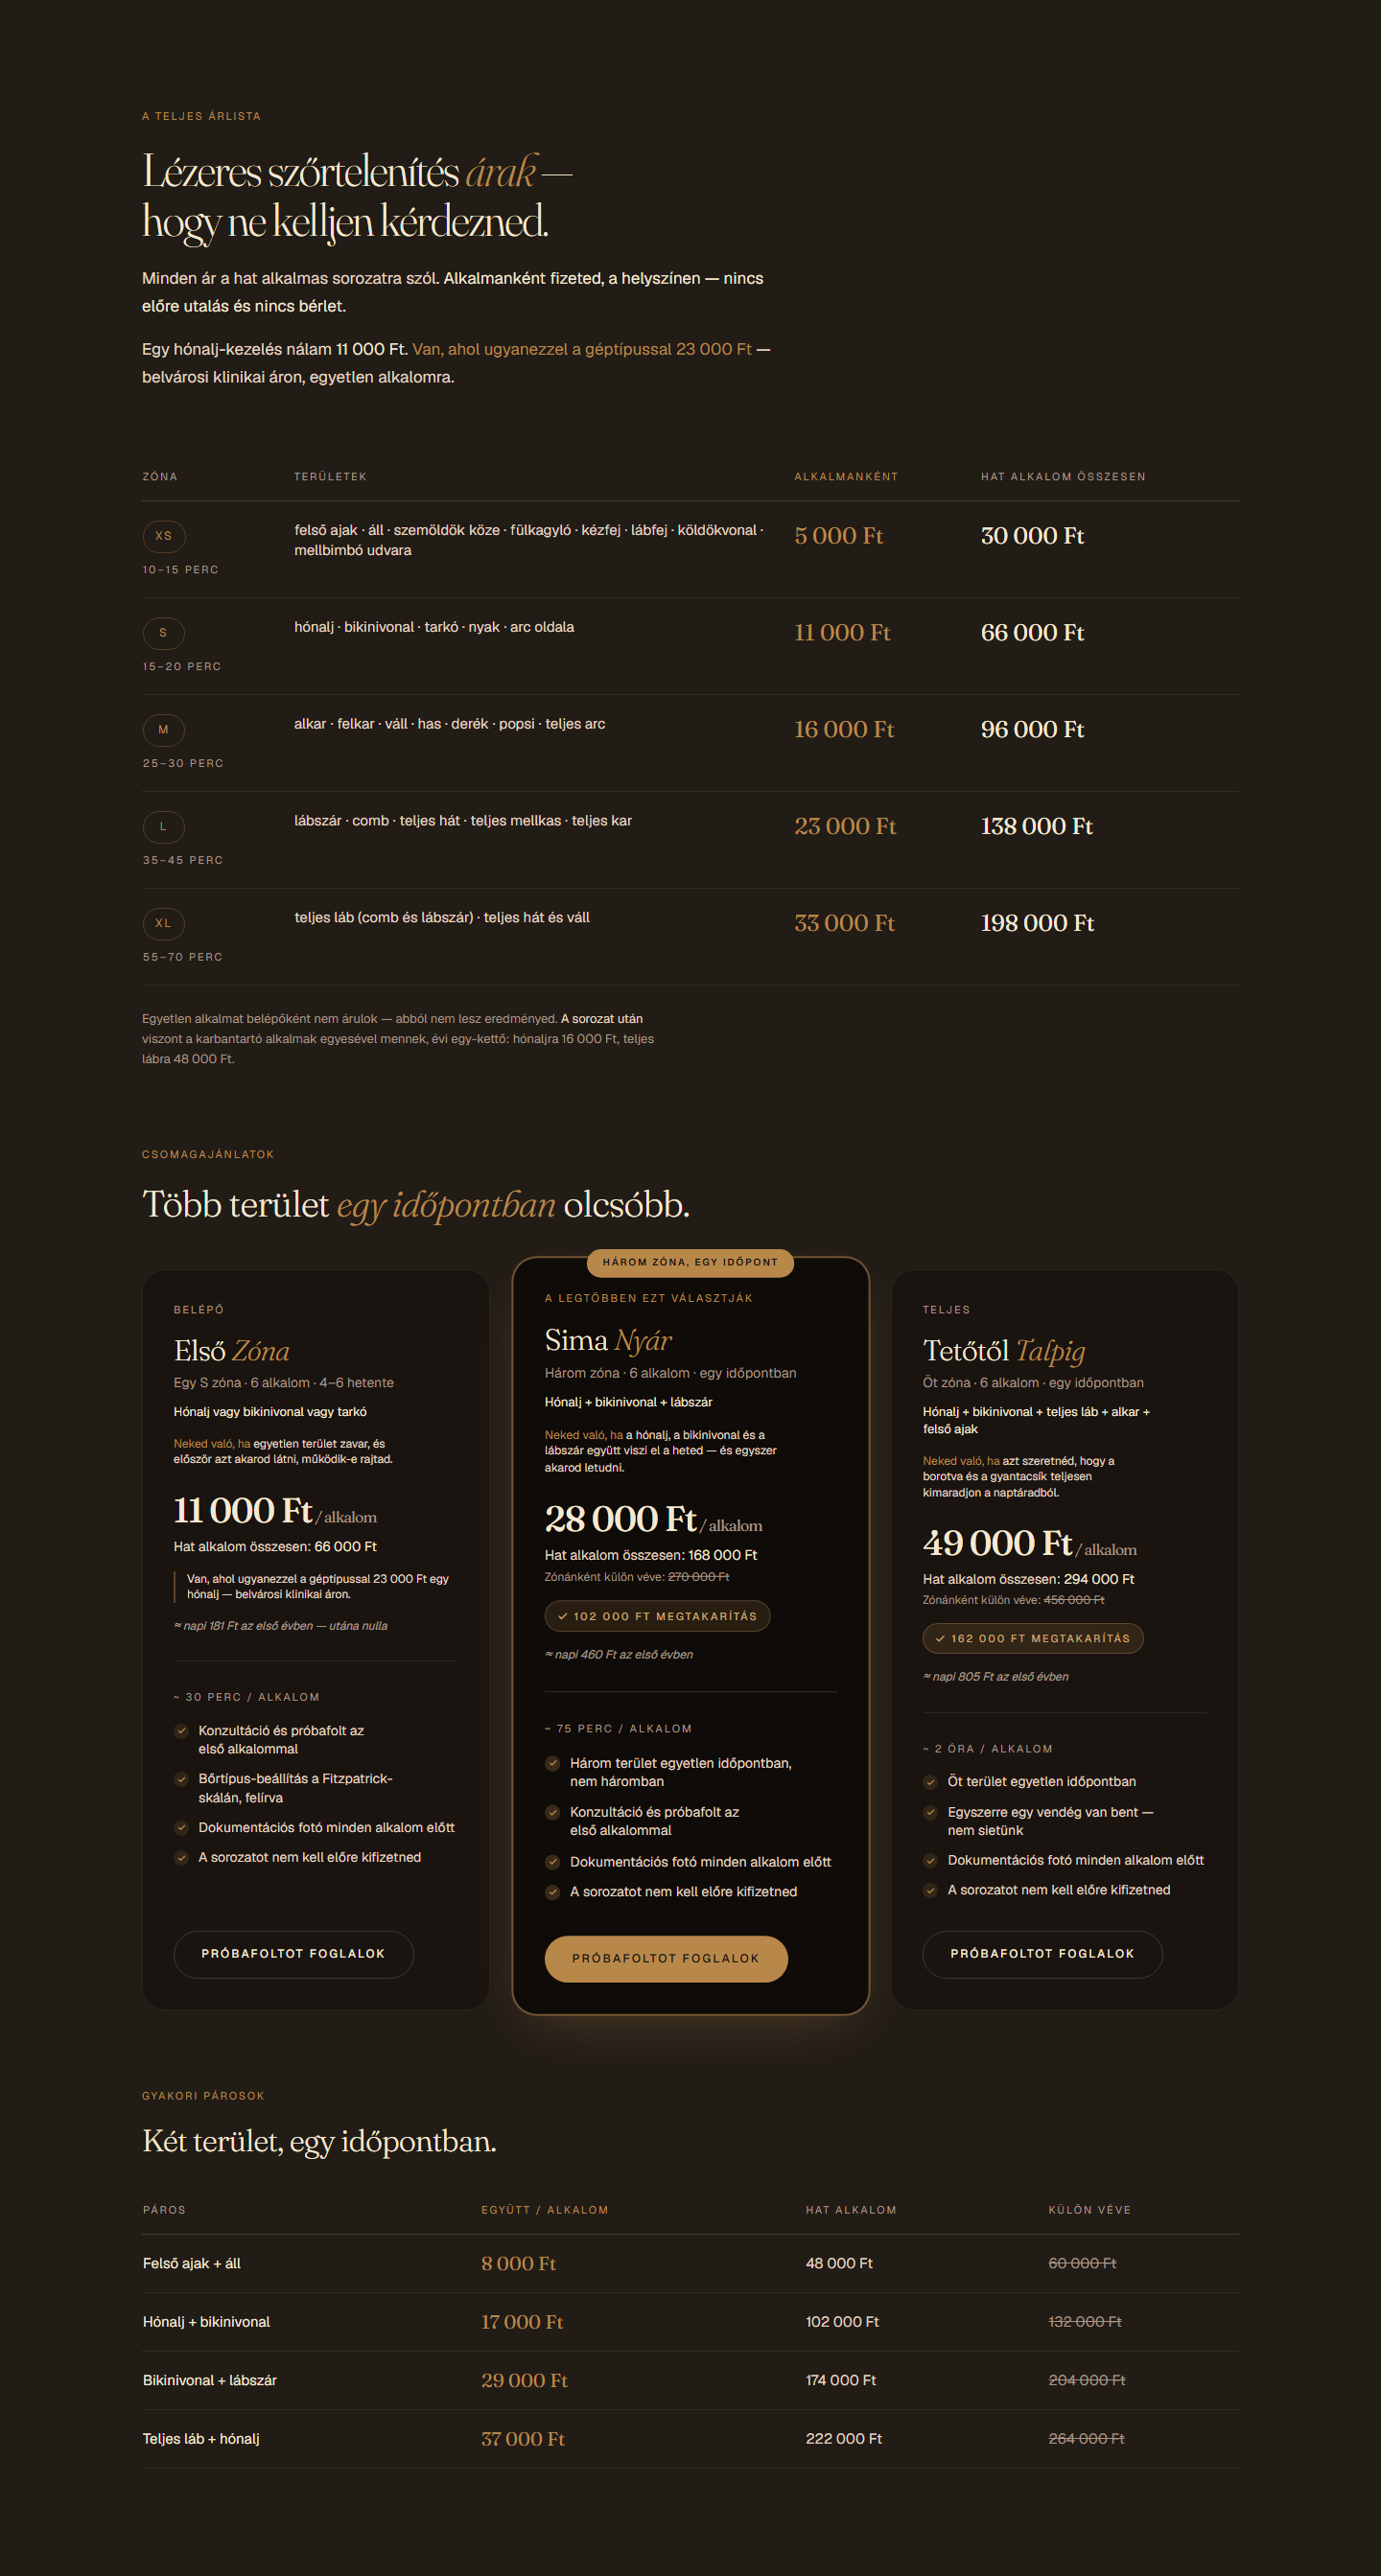 A TELJES ÁRLISTA
Lézeres szőrtelenítés árak —
hogy ne kelljen kérdezned.
Minden ár a hat alkalmas sorozatra szól. Alkalmanként fizeted, a helyszínen — nincs
előre utalás és nincs bérlet.
Egy hónalj-kezelés nálam 11 000 Ft. Van, ahol ugyanezzel a géptípussal 23 000 Ft —
belvárosi klinikai áron, egyetlen alkalomra.
ZÓNA TERÜLETEK ALKALMANKÉNT HAT ALKALOM ÖSSZESEN
XS felső ajak · áll · szemöldök köze · fülkagyló · kézfej · lábfej · köldökvonal · 5 000 Ft 30 000 Ft
mellbimbó udvara
10–15 PERC
S hónalj · bikinivonal · tarkó · nyak · arc oldala 11 000 Ft 66 000 Ft
15–20 PERC
M alkar · felkar · váll · has · derék · popsi · teljes arc 16 000 Ft 96 000 Ft
25–30 PERC
L lábszár · comb · teljes hát · teljes mellkas · teljes kar 23 000 Ft 138 000 Ft
35–45 PERC
XL teljes láb (comb és lábszár) · teljes hát és váll 33 000 Ft 198 000 Ft
55–70 PERC
Egyetlen alkalmat belépőként nem árulok — abból nem lesz eredményed. A sorozat után
viszont a karbantartó alkalmak egyesével mennek, évi egy-kettő: hónaljra 16 000 Ft, teljes
lábra 48 000 Ft.
CSOMAGAJÁNLATOK
Több terület egy időpontban olcsóbb.
BELÉPŐ
Első Zóna
Egy S zóna · 6 alkalom · 4–6 hetente
Hónalj vagy bikinivonal vagy tarkó
Neked való, ha egyetlen terület zavar, és
először azt akarod látni, működik-e rajtad.
11 000 Ft / alkalom
Hat alkalom összesen: 66 000 Ft
Van, ahol ugyanezzel a géptípussal 23 000 Ft egy
hónalj — belvárosi klinikai áron.
≈ napi 181 Ft az első évben — utána nulla
~ 30 PERC / ALKALOM
Konzultáció és próbafolt az
első alkalommal
Bőrtípus-beállítás a Fitzpatrick-
skálán, felírva
Dokumentációs fotó minden alkalom előtt
A sorozatot nem kell előre kifizetned
PRÓBAFOLTOT FOGLALOK
HÁROM ZÓNA, EGY IDŐPONT
A LEGTÖBBEN EZT VÁLASZTJÁK
Sima Nyár
Három zóna · 6 alkalom · egy időpontban
Hónalj + bikinivonal + lábszár
Neked való, ha a hónalj, a bikinivonal és a
lábszár együtt viszi el a heted — és egyszer
akarod letudni.
28 000 Ft / alkalom
Hat alkalom összesen: 168 000 Ft
Zónánként külön véve: 270 000 Ft
✓ 102 000 FT MEGTAKARÍTÁS
≈ napi 460 Ft az első évben
~ 75 PERC / ALKALOM
Három terület egyetlen időpontban,
nem háromban
Konzultáció és próbafolt az
első alkalommal
Dokumentációs fotó minden alkalom előtt
A sorozatot nem kell előre kifizetned
PRÓBAFOLTOT FOGLALOK
TELJES
Tetőtől Talpig
Öt zóna · 6 alkalom · egy időpontban
Hónalj + bikinivonal + teljes láb + alkar +
felső ajak
Neked való, ha azt szeretnéd, hogy a
borotva és a gyantacsík teljesen
kimaradjon a naptáradból.
49 000 Ft / alkalom
Hat alkalom összesen: 294 000 Ft
Zónánként külön véve: 456 000 Ft
✓ 162 000 FT MEGTAKARÍTÁS
≈ napi 805 Ft az első évben
~ 2 ÓRA / ALKALOM
Öt terület egyetlen időpontban
Egyszerre egy vendég van bent —
nem sietünk
Dokumentációs fotó minden alkalom előtt
A sorozatot nem kell előre kifizetned
PRÓBAFOLTOT FOGLALOK
GYAKORI PÁROSOK
Két terület, egy időpontban.
PÁROS EGYÜTT / ALKALOM HAT ALKALOM KÜLÖN VÉVE
Felső ajak + áll 8 000 Ft 48 000 Ft 60 000 Ft
Hónalj + bikinivonal 17 000 Ft 102 000 Ft 132 000 Ft
Bikinivonal + lábszár 29 000 Ft 174 000 Ft 204 000 Ft
Teljes láb + hónalj 37 000 Ft 222 000 Ft 264 000 Ft